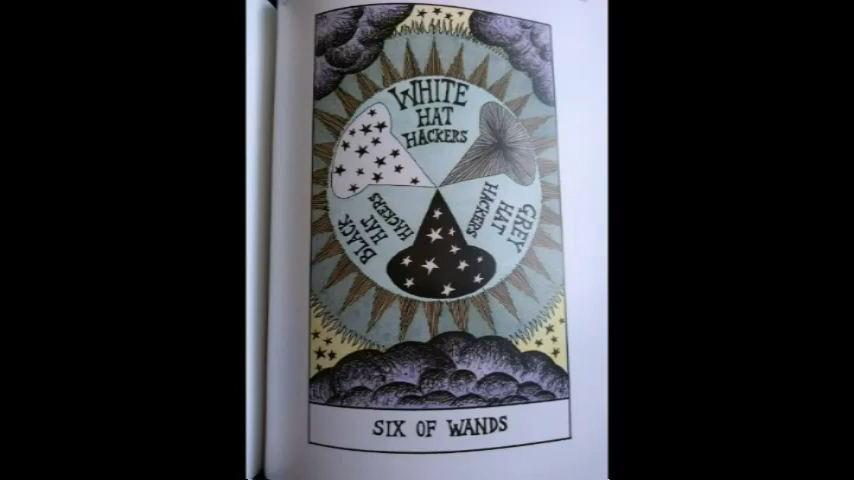 WHITE
HAT
HACKERS
GREY
HAT
HACKERS
BLACK
HAT
HACKERS
SIX OF WANDS